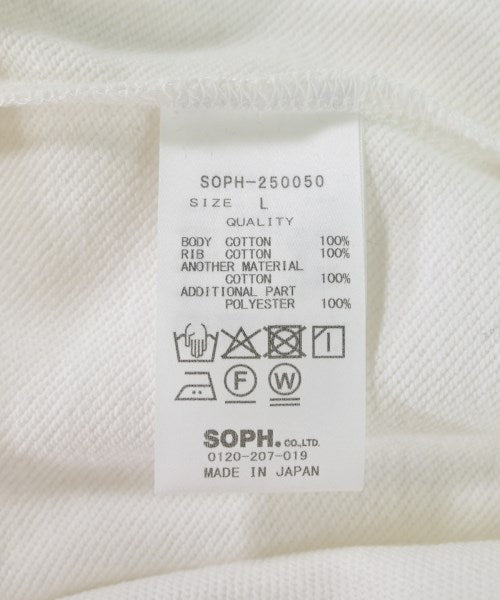 SOPH-250050
SIZE L
QUALITY
BODY COTTON 100%
RIB COTTON 100%
ANOTHER MATERIAL
COTTON 100%
ADDITIONAL PART
POLYESTER 100%
F W
SOPH.CO.,LTD.
0120-207-019
MADE IN JAPAN